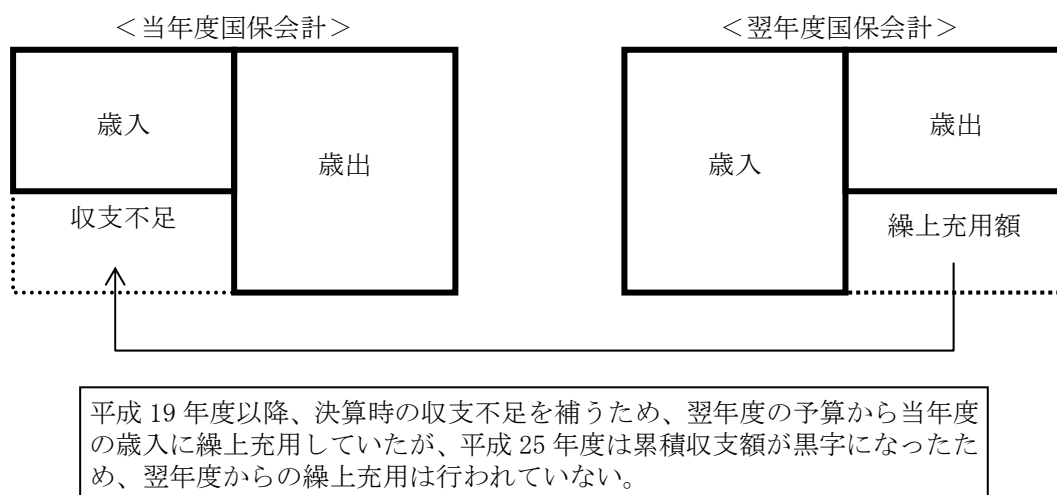 ＜当年度国保会計＞
＜翌年度国保会計＞
歳入
歳出
収支不足
歳入
歳出
繰上充用額
平成 19 年度以降、決算時の収支不足を補うため、翌年度の予算から当年度
の歳入に繰上充用していたが、平成 25 年度は累積収支額が黒字になったた
め、翌年度からの繰上充用は行われていない。